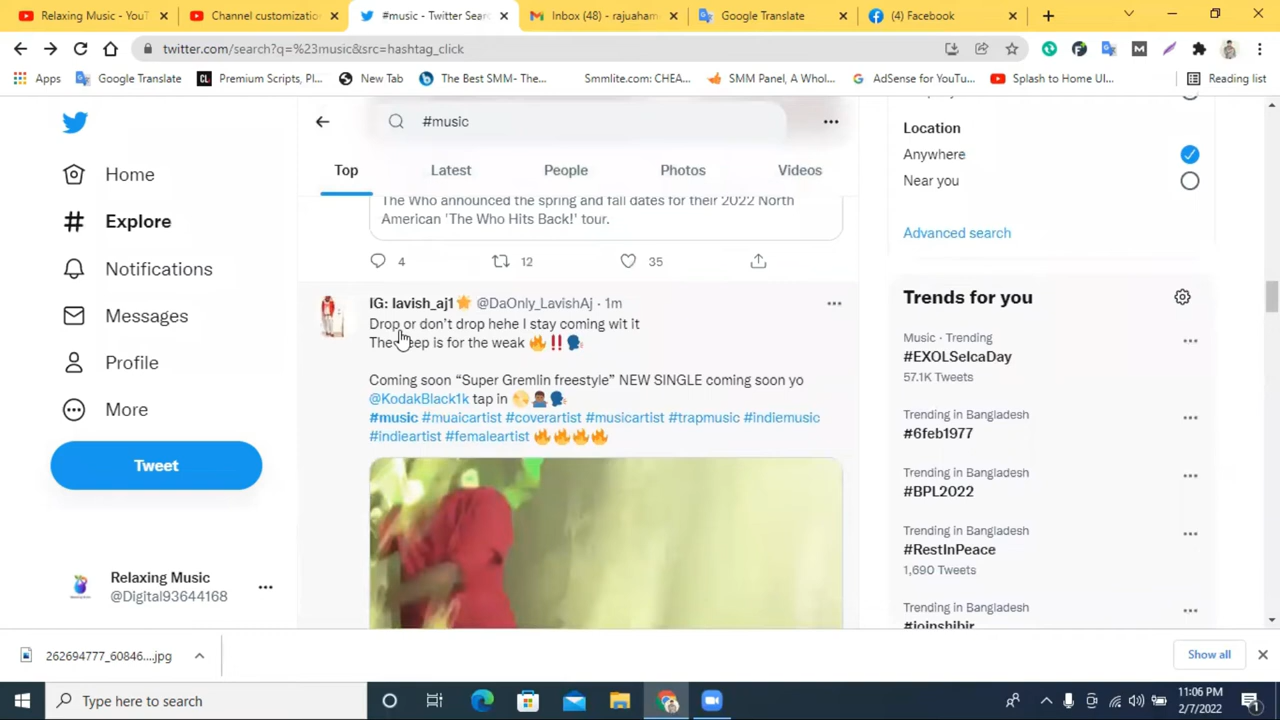 Relaxing Music - YouT
Channel customizatio
#music - Twitter Sear
Inbox (48) - rajuaham
Google Translate
(4) Facebook
twitter.com/search?q=%23music&src=hashtag_click
Apps
Google Translate
Premium Scripts, Pl...
New Tab
The Best SMM- The...
Smmlite.com: CHEA...
SMM Panel, A Whol...
AdSense for YouTu...
Splash to Home UI...
Reading list
#music
Top
Latest
People
Photos
Videos
Home
Explore
Notifications
Messages
Profile
More
Tweet
Relaxing Music
@Digital93644168
The Who announced the spring and fall dates for their 2022 North
American 'The Who Hits Back!' tour.
4
12
35
IG: lavish_aj1⭐ @DaOnly_LavishAj · 1m
Drop or don't drop hehe I stay coming wit it
The eep is for the weak 🔥‼️🗣
Coming soon “Super Gremlin freestyle” NEW SINGLE coming soon yo
@KodakBlack1k tap in
#music #muaicartist #coverartist #musicartist #trapmusic #indiemusic
#indieartist #femaleartist 🔥🔥🔥🔥
Location
Anywhere
Near you
Advanced search
Trends for you
Music · Trending
#EXOLSelcaDay
57.1K Tweets
Trending in Bangladesh
#6feb1977
Trending in Bangladesh
#BPL2022
Trending in Bangladesh
#RestInPeace
1,690 Tweets
Trending in Bangladesh
#joinshibir
262694777_60846....jpg
Show all
Type here to search
11:06 PM
2/7/2022
1